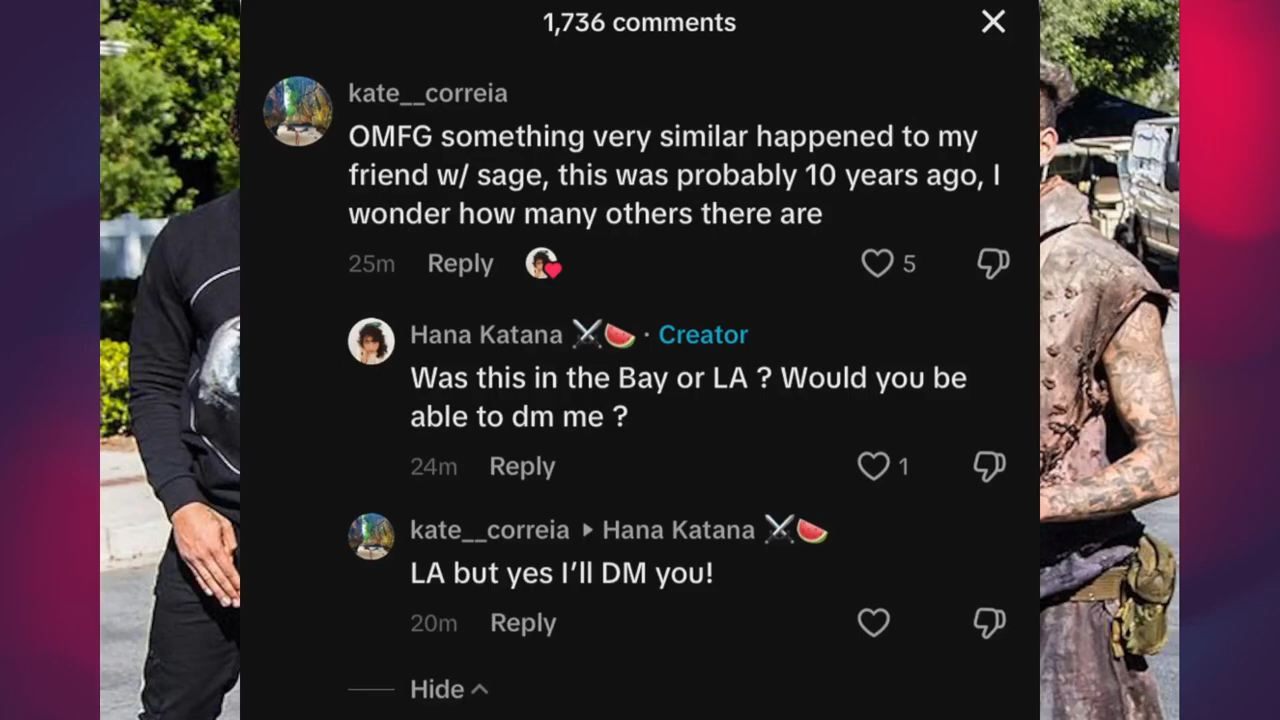 1,736 comments
kate__correia
OMFG something very similar happened to my
friend w/ sage, this was probably 10 years ago, I
wonder how many others there are
25m Reply 5
Hana Katana ⚔️🍉 · Creator
Was this in the Bay or LA ? Would you be
able to dm me ?
24m Reply 1
kate__correia ▸ Hana Katana ⚔️🍉
LA but yes I’ll DM you!
20m Reply
Hide